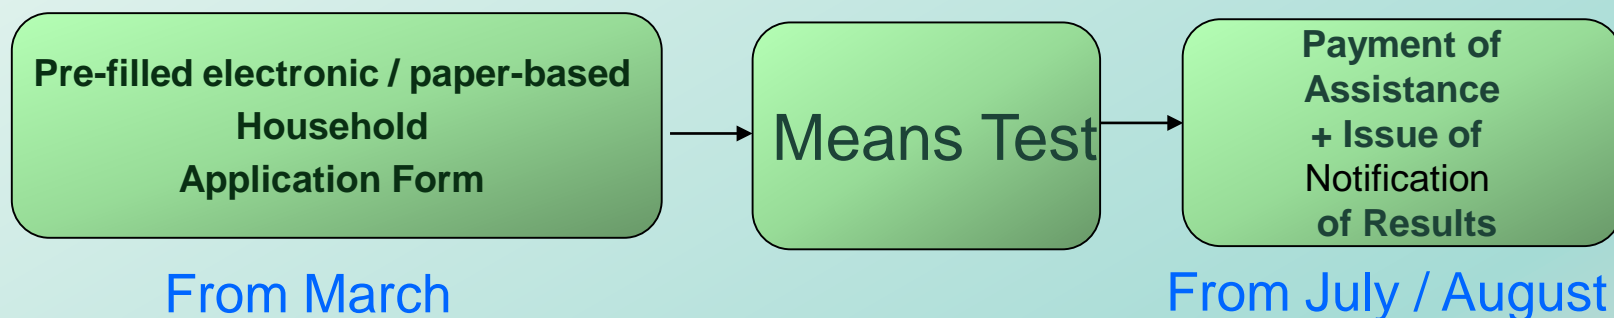 Pre-filled electronic / paper-based
Household
Application Form
From March
Means Test
Payment of
Assistance
+ Issue of
Notification
of Results
From July / August